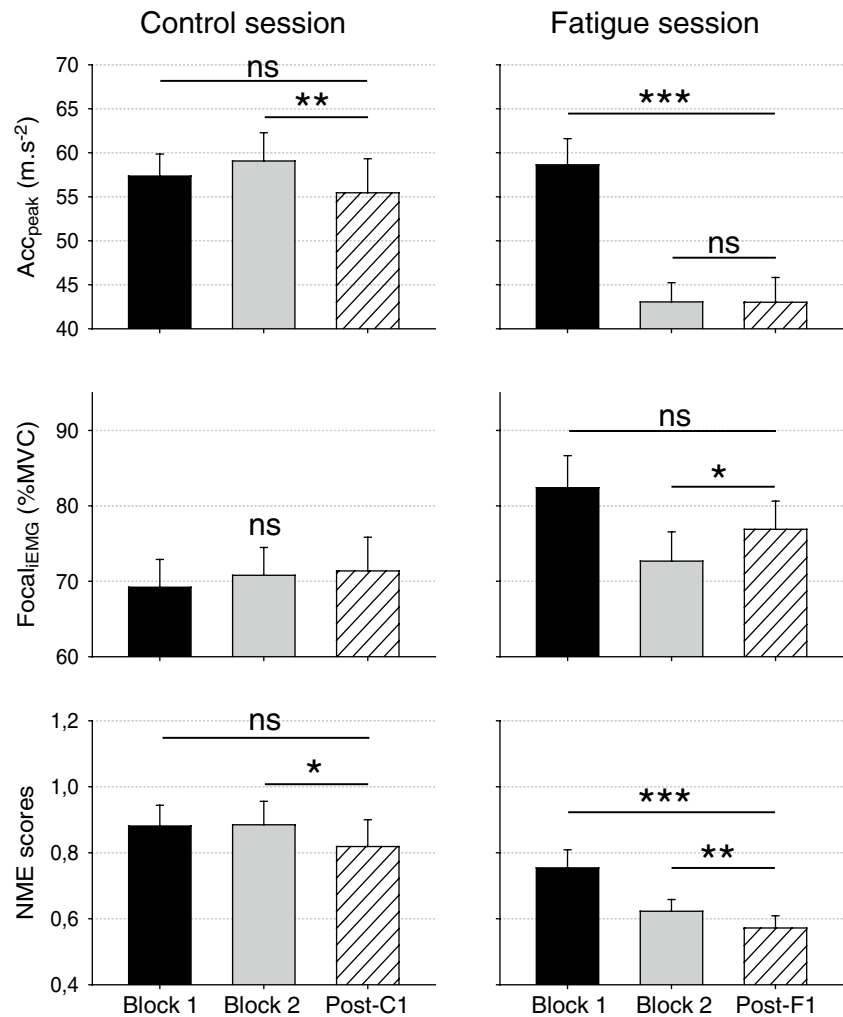 Control session
Fatigue session
Acc_peak (m.s⁻²)
70
65
60
55
50
45
40
ns
**
***
ns
Focal_iEMG (%MVC)
90
80
70
60
ns
ns
*
NME scores
1,2
1,0
0,8
0,6
0,4
ns
*
***
**
Block 1 Block 2 Post-C1
Block 1 Block 2 Post-F1